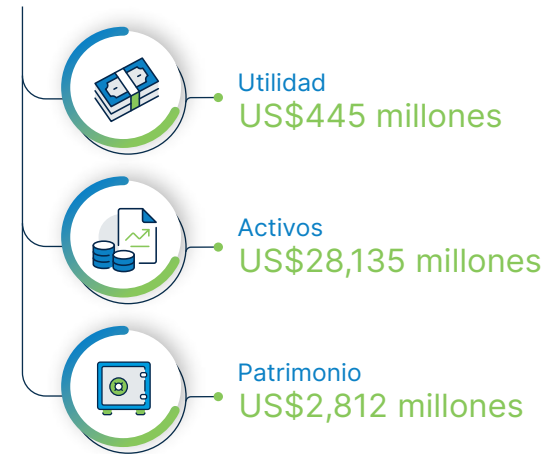 Utilidad
US$445 millones
Activos
US$28,135 millones
Patrimonio
US$2,812 millones